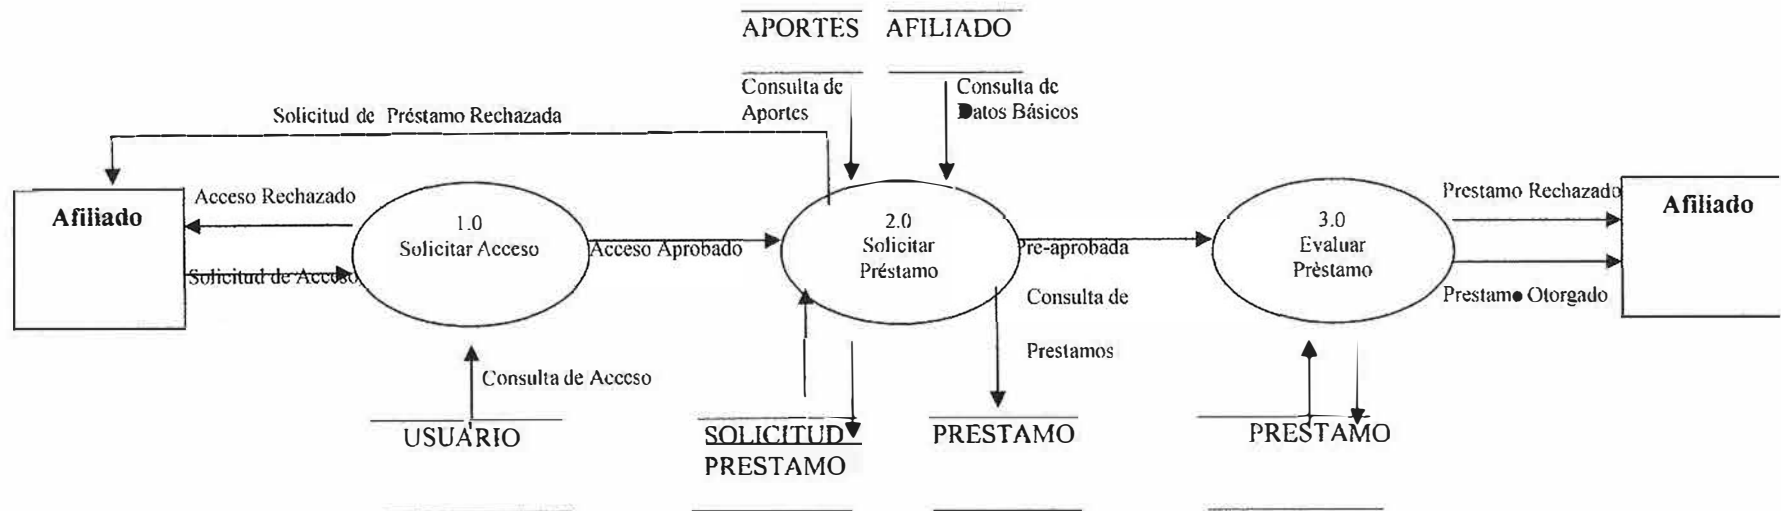 APORTES AFILIADO
Consulta de
Aportes
Consulta de
Datos Básicos
Solicitud de Préstamo Rechazada
Afiliado
Acceso Rechazado
Solicitud de Acceso
1.0
Solicitar Acceso
Acceso Aprobado
2.0
Solicitar
Préstamo
Pre-aprobada
Consulta de
Prestamos
3.0
Evaluar
Prèstamo
Prestamo Rechazado
Prestamo Otorgado
Afiliado
Consulta de Acceso
USUARIO
SOLICITUD
PRESTAMO
PRESTAMO
PRESTAMO